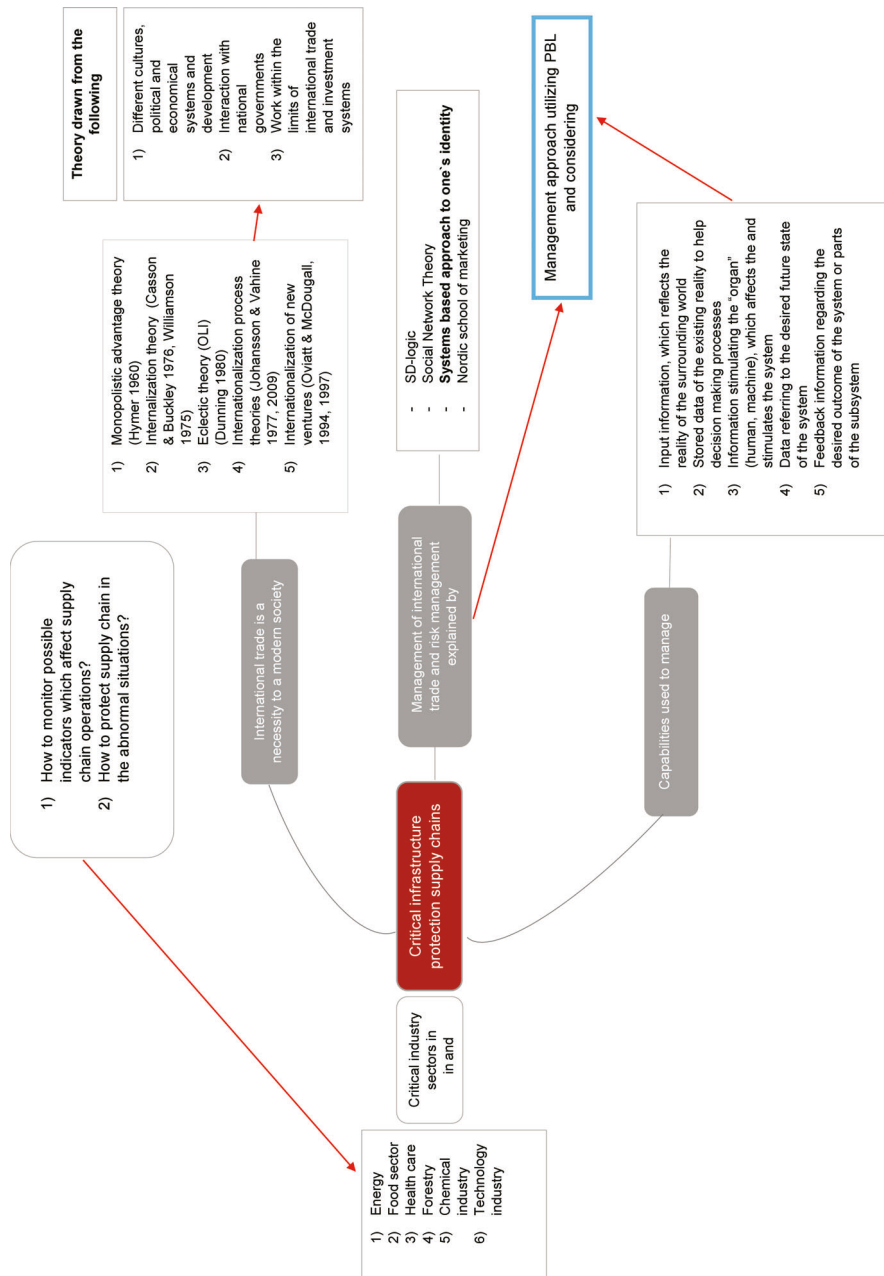 1) How to monitor possible
indicators which affect supply
chain operations?
2) How to protect supply chain in
the abnormal situations?
Theory drawn from the
following
1) Monopolistic advantage theory
(Hymer 1960)
2) Internalization theory (Casson
& Buckley 1976, Williamson
1975)
3) Eclectic theory (OLI)
(Dunning 1980)
4) Internationalization process
theories (Johansson & Vahine
1977, 2009)
5) Internationalization of new
ventures (Oviatt & McDougall,
1994, 1997)
1) Different cultures,
political and
economical
systems and
development
2) Interaction with
national
governments
3) Work within the
limits of
international trade
and investment
systems
International trade is a
necessity to a modern society
1) Energy
2) Food sector
3) Health care
4) Forestry
5) Chemical
industry
6) Technology
industry
Critical industry
sectors in
in and
Critical infrastructure
protection supply chains
Management of international
trade and risk management
explained by
- SD-logic
- Social Network Theory
- Systems based approach to one`s identity
- Nordic school of marketing
Management approach utilizing PBL
and considering
Capabilities used to manage
1) Input information, which reflects the
reality of the surrounding world
2) Stored data of the existing reality to help
decision making processes
3) Information stimulating the “organ”
(human, machine), which affects the and
stimulates the system
4) Data referring to the desired future state
of the system
5) Feedback information regarding the
desired outcome of the system or parts
of the subsystem